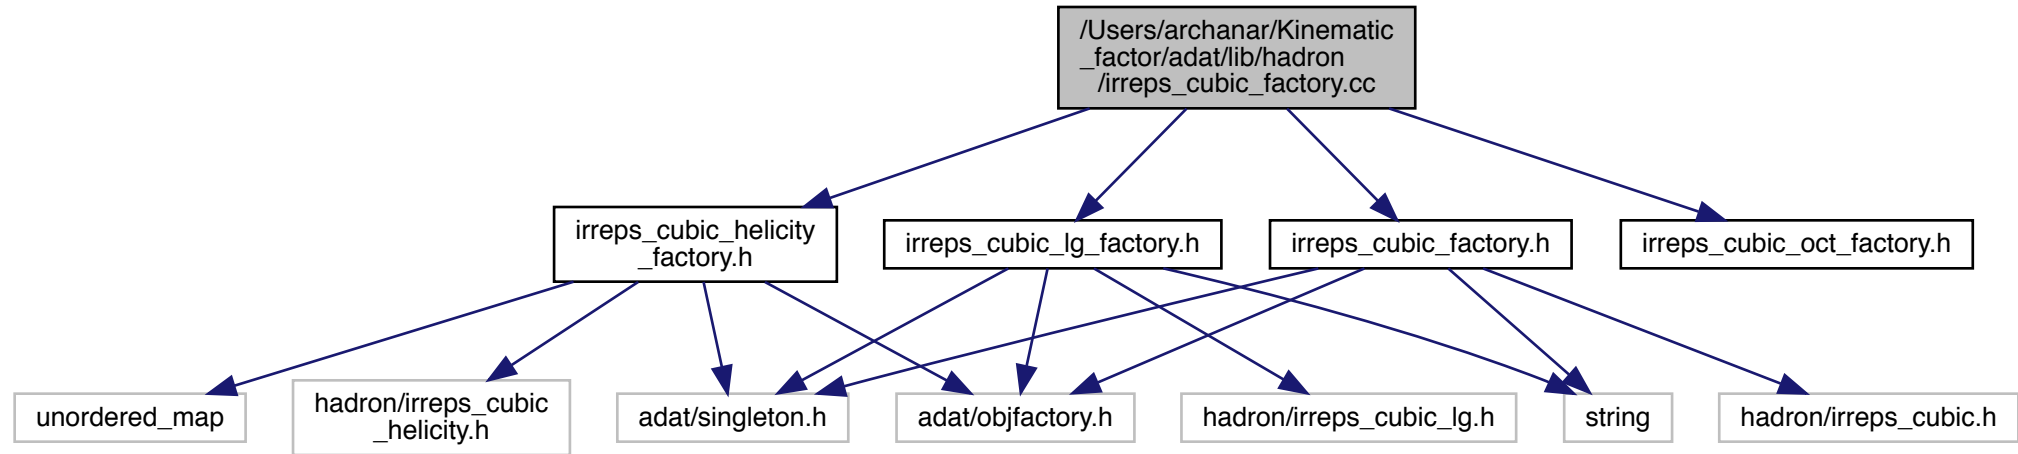 /Users/archanar/Kinematic
_factor/adat/lib/hadron
/irreps_cubic_factory.cc
irreps_cubic_helicity
_factory.h
irreps_cubic_lg_factory.h
irreps_cubic_factory.h
irreps_cubic_oct_factory.h
unordered_map
hadron/irreps_cubic
_helicity.h
adat/singleton.h
adat/objfactory.h
hadron/irreps_cubic_lg.h
string
hadron/irreps_cubic.h